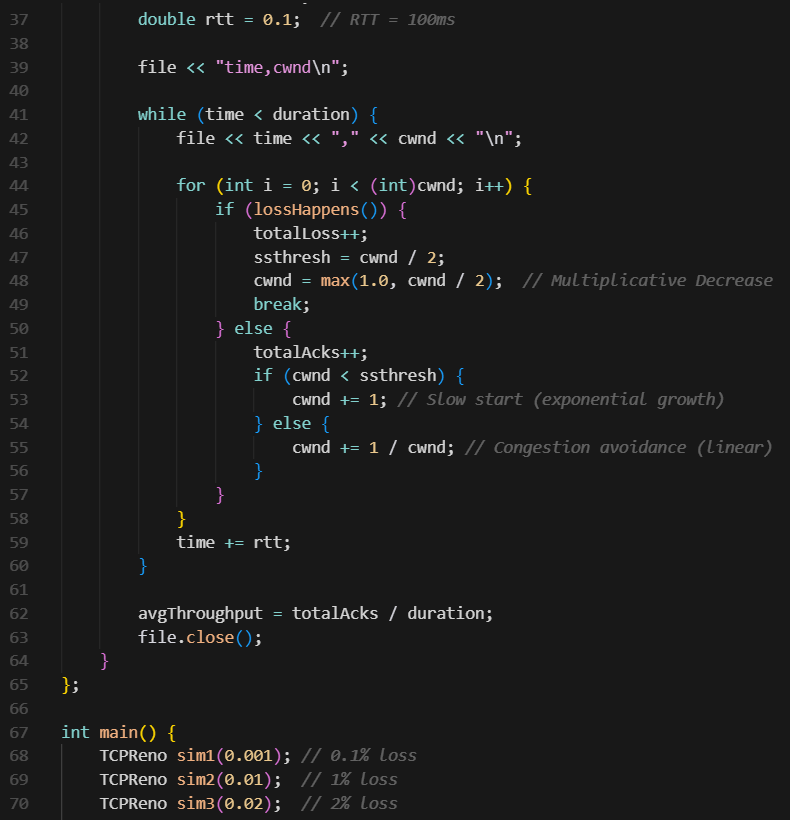 37 double rtt = 0.1;  // RTT = 100ms
38
39 file << "time,cwnd\n";
40
41 while (time < duration) {
42     file << time << "," << cwnd << "\n";
43
44     for (int i = 0; i < (int)cwnd; i++) {
45         if (lossHappens()) {
46             totalLoss++;
47             ssthresh = cwnd / 2;
48             cwnd = max(1.0, cwnd / 2);  // Multiplicative Decrease
49             break;
50         } else {
51             totalAcks++;
52             if (cwnd < ssthresh) {
53                 cwnd += 1; // Slow start (exponential growth)
54             } else {
55                 cwnd += 1 / cwnd; // Congestion avoidance (linear)
56             }
57         }
58     }
59     time += rtt;
60 }
61
62 avgThroughput = totalAcks / duration;
63 file.close();
64 }
65 };
66
67 int main() {
68     TCPReno sim1(0.001); // 0.1% loss
69     TCPReno sim2(0.01);  // 1% loss
70     TCPReno sim3(0.02);  // 2% loss